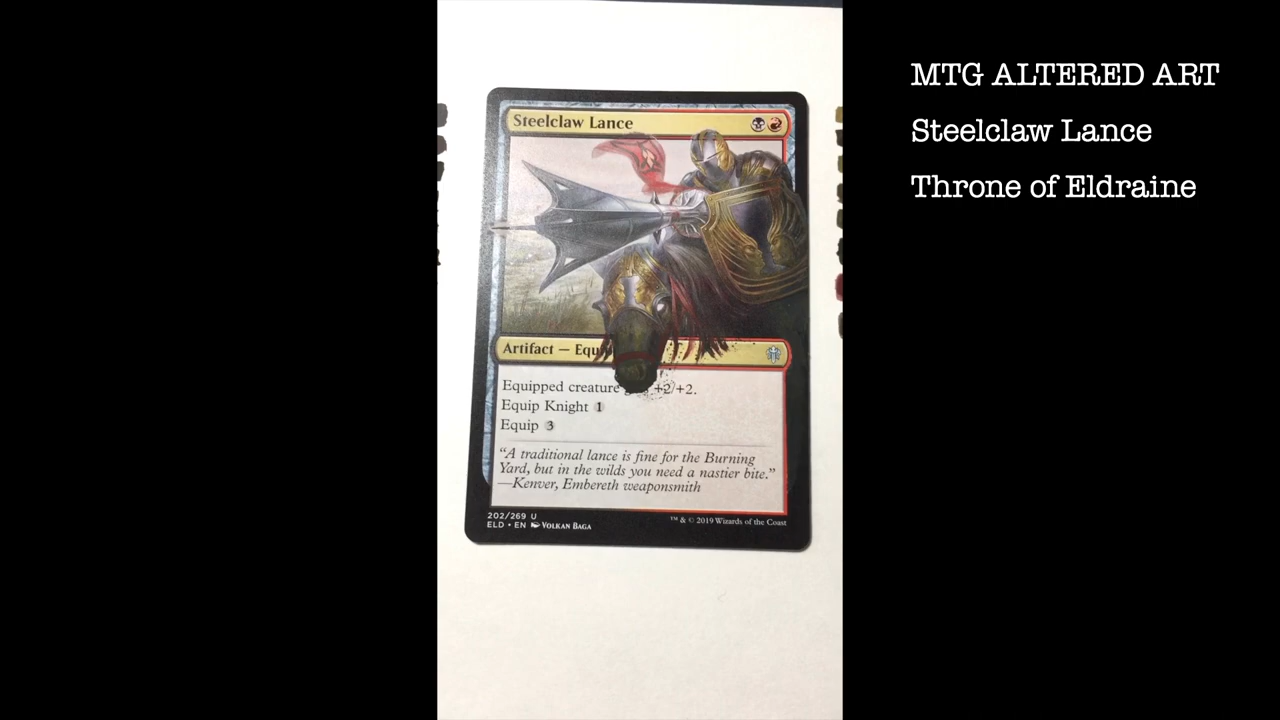 MTG ALTERED ART
Steelclaw Lance
Throne of Eldraine
Steelclaw Lance
Artifact — Equ
Equipped creature +2/+2.
Equip Knight 1
Equip 3
“A traditional lance is fine for the Burning
Yard, but in the wilds you need a nastier bite.”
—Kenver, Embereth weaponsmith
202/269 U
ELD • EN VOLKAN BAGA
™ & © 2019 Wizards of the Coast